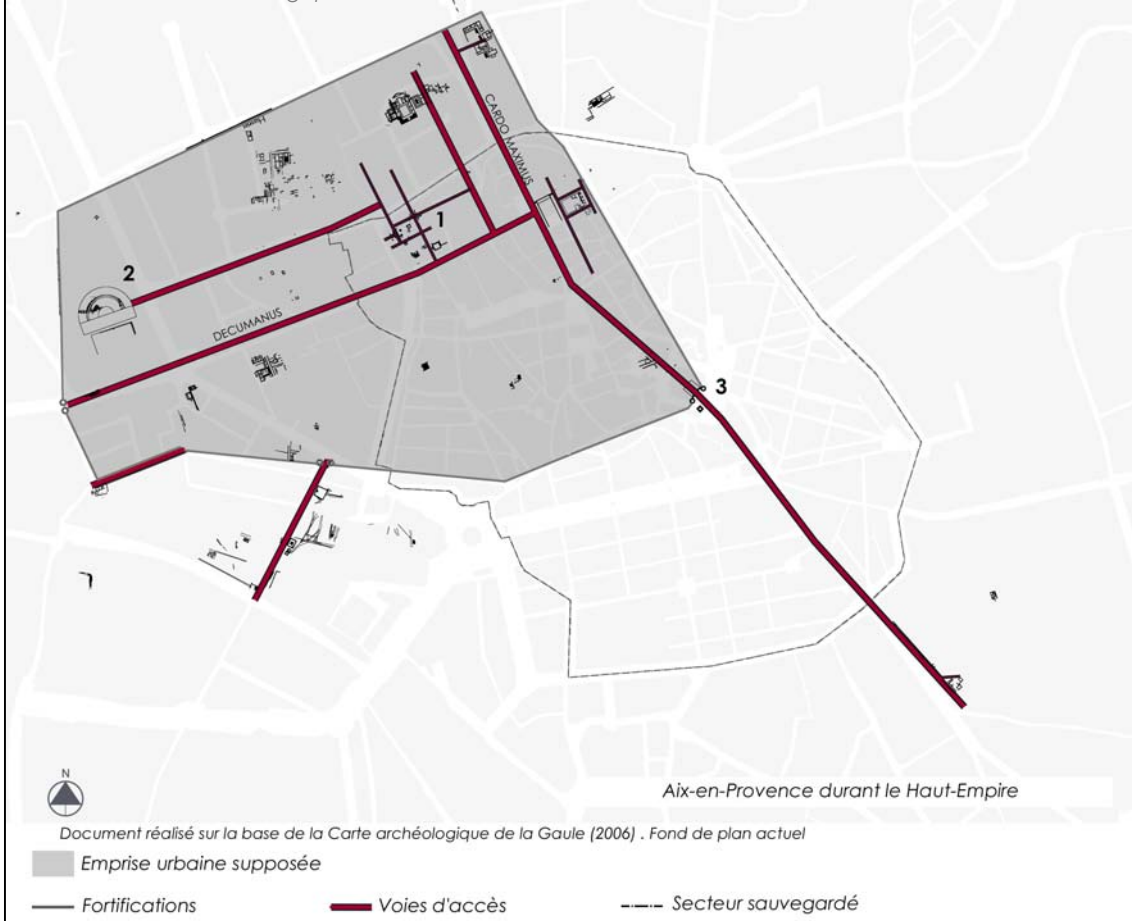 CARDO MAXIMUS
1
2
DECUMANUS
3
N
Aix-en-Provence durant le Haut-Empire
Document réalisé sur la base de la Carte archéologique de la Gaule (2006) . Fond de plan actuel
Emprise urbaine supposée
Fortifications Voies d'accès Secteur sauvegardé